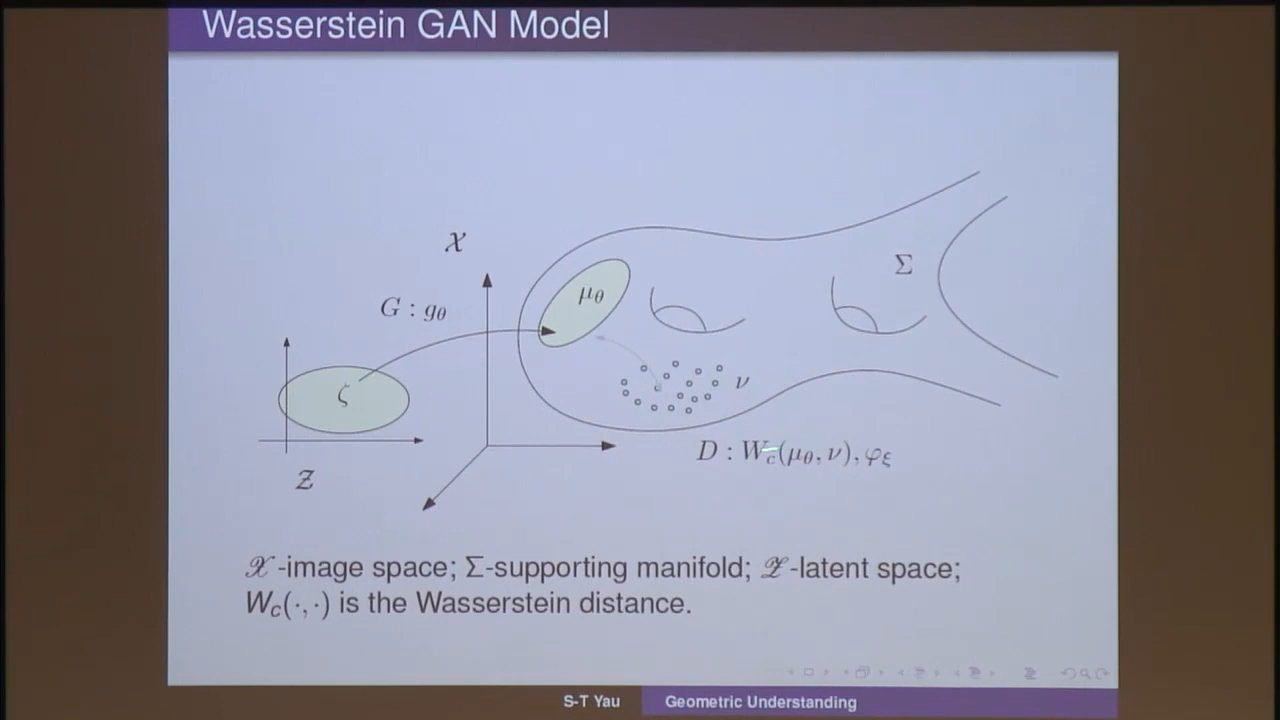 Wasserstein GAN Model
𝒳
Σ
G : g_θ
μ_θ
ζ
ν
D : W_c(μ_θ, ν), φ_ξ
𝒵
𝒳-image space; Σ-supporting manifold; 𝒵-latent space;
W_c(·,·) is the Wasserstein distance.
S-T Yau Geometric Understanding